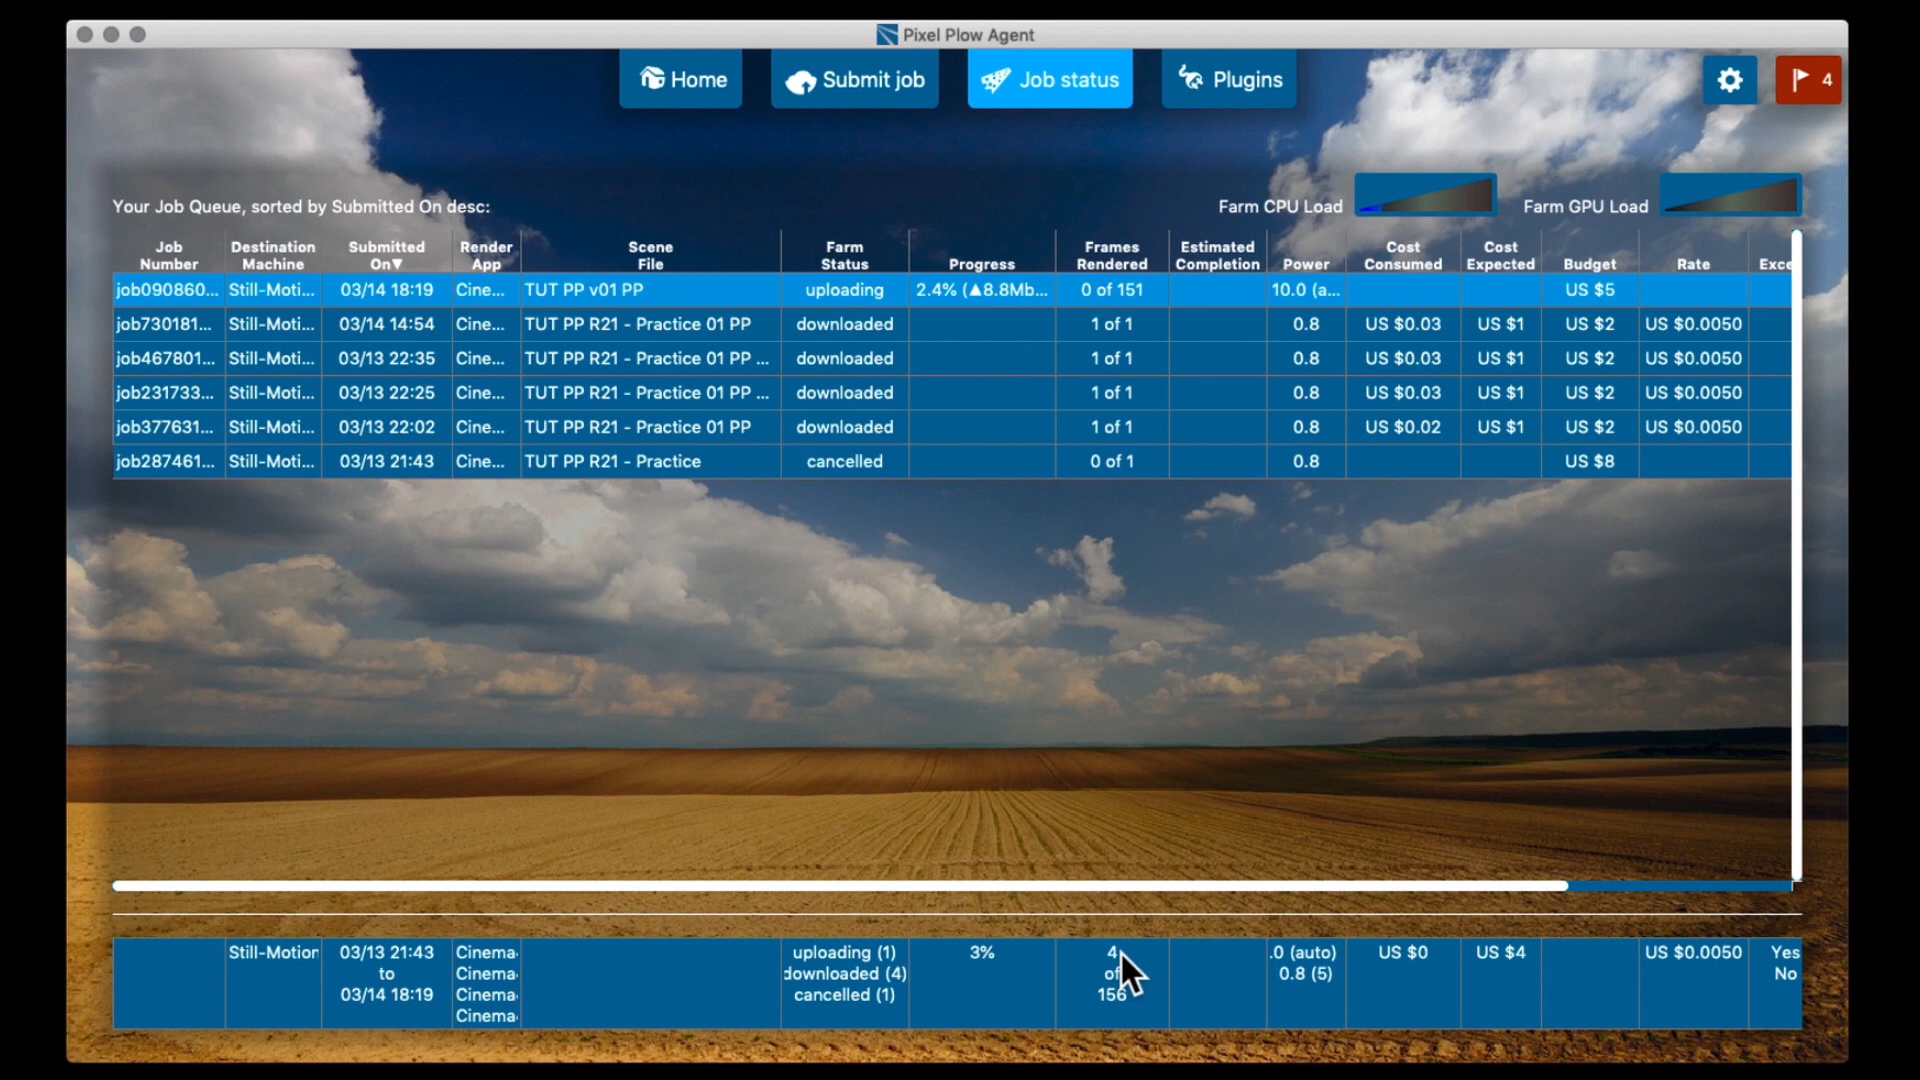 Pixel Plow Agent
Home
Submit job
Job status
Plugins
4
Your Job Queue, sorted by Submitted On desc:
Farm CPU Load
Farm GPU Load
Job Number Destination Machine Submitted On▼ Render App Scene File Farm Status Progress Frames Rendered Estimated Completion Power Cost Consumed Cost Expected Budget Rate Exce
job090860... Still-Moti... 03/14 18:19 Cine... TUT PP v01 PP uploading 2.4% (▲8.8Mb... 0 of 151 10.0 (a... US $5
job730181... Still-Moti... 03/14 14:54 Cine... TUT PP R21 - Practice 01 PP downloaded 1 of 1 0.8 US $0.03 US $1 US $2 US $0.0050
job467801... Still-Moti... 03/13 22:35 Cine... TUT PP R21 - Practice 01 PP ... downloaded 1 of 1 0.8 US $0.03 US $1 US $2 US $0.0050
job231733... Still-Moti... 03/13 22:25 Cine... TUT PP R21 - Practice 01 PP ... downloaded 1 of 1 0.8 US $0.03 US $1 US $2 US $0.0050
job377631... Still-Moti... 03/13 22:02 Cine... TUT PP R21 - Practice 01 PP downloaded 1 of 1 0.8 US $0.02 US $1 US $2 US $0.0050
job287461... Still-Moti... 03/13 21:43 Cine... TUT PP R21 - Practice cancelled 0 of 1 0.8 US $8
Still-Motion 03/13 21:43 Cinema uploading (1) 3% 4 .0 (auto) US $0 US $4 US $0.0050 Yes
to Cinema downloaded (4) of 0.8 (5) No
03/14 18:19 Cinema cancelled (1) 156
Cinema